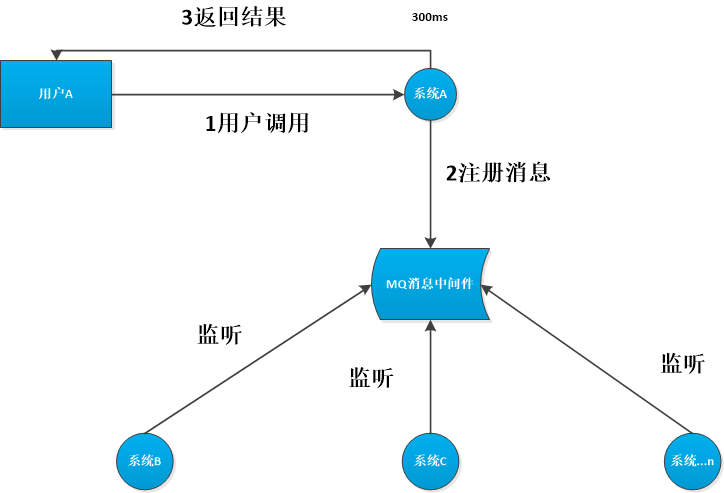 3返回结果
300ms
用户A
系统A
1用户调用
2注册消息
MQ消息中间件
监听
监听
监听
系统B
系统C
系统...n